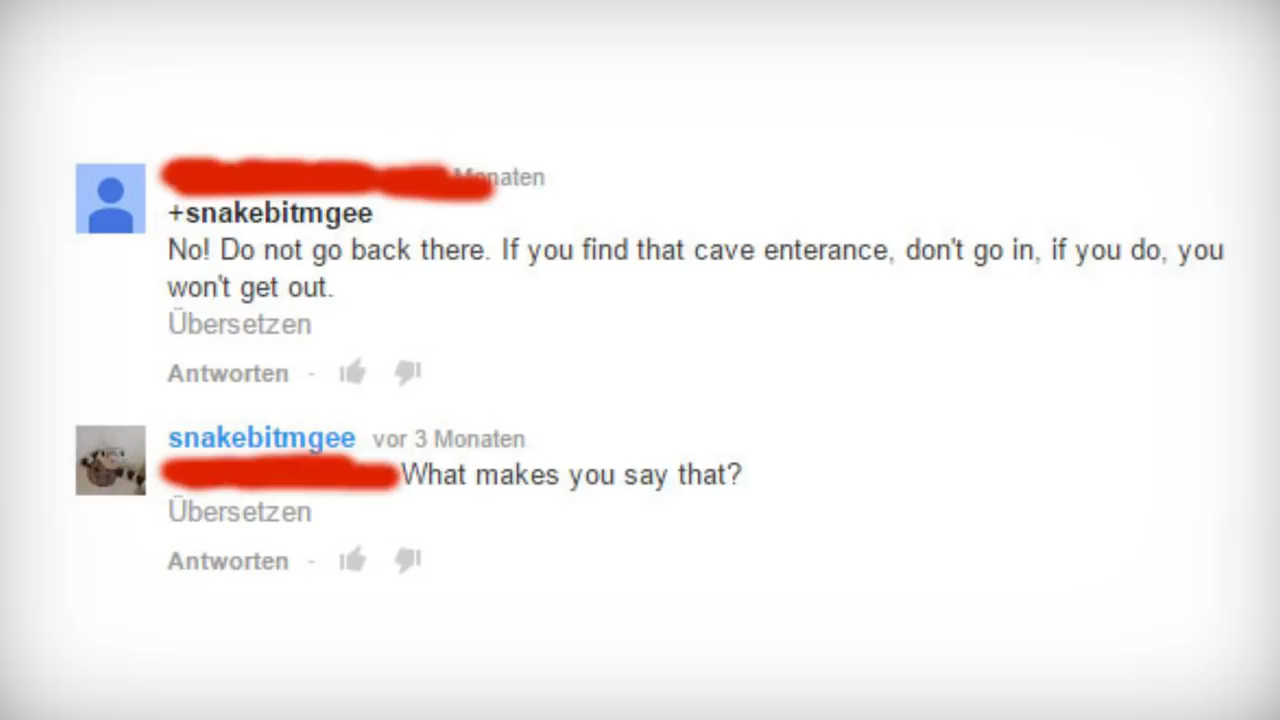 Monaten
+snakebitmgee
No! Do not go back there. If you find that cave enterance, don't go in, if you do, you
won't get out.
Übersetzen
Antworten -
snakebitmgee vor 3 Monaten
What makes you say that?
Übersetzen
Antworten -